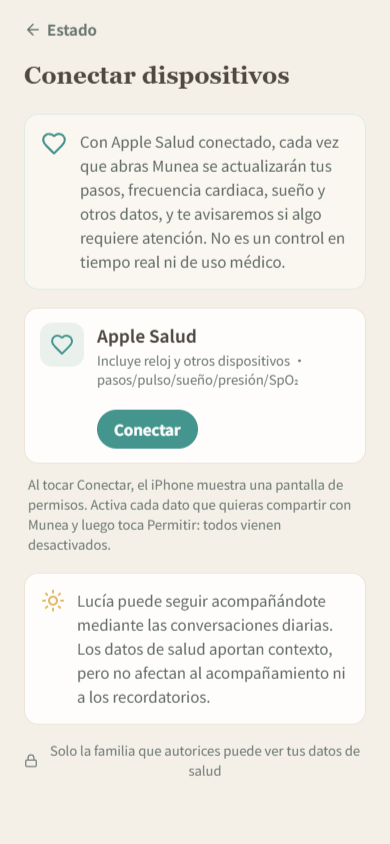 Estado
Conectar dispositivos
Con Apple Salud conectado, cada vez
que abras Munea se actualizarán tus
pasos, frecuencia cardiaca, sueño y
otros datos, y te avisaremos si algo
requiere atención. No es un control en
tiempo real ni de uso médico.
Apple Salud
Incluye reloj y otros dispositivos ・
pasos/pulso/sueño/presión/SpO₂
Conectar
Al tocar Conectar, el iPhone muestra una pantalla de
permisos. Activa cada dato que quieras compartir con
Munea y luego toca Permitir: todos vienen
desactivados.
Lucía puede seguir acompañándote
mediante las conversaciones diarias.
Los datos de salud aportan contexto,
pero no afectan al acompañamiento ni
a los recordatorios.
Solo la familia que autorices puede ver tus datos de
salud